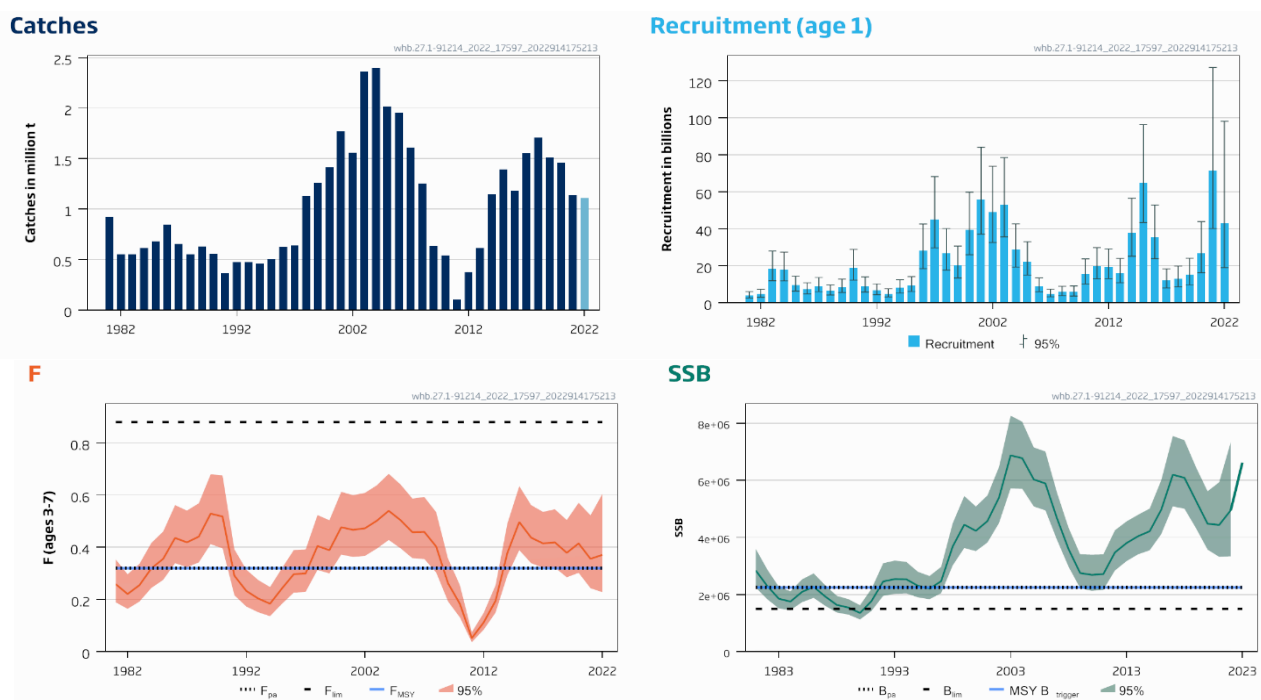 Catches
whb.27.1-91214_2022_17597_2022914175213
Catches in million t
2.5
2
1.5
1
0.5
0
1982
1992
2002
2012
2022
Recruitment (age 1)
whb.27.1-91214_2022_17597_2022914175213
Recruitment in billions
120
100
80
60
40
20
0
1982
1992
2002
2012
2022
Recruitment 95%
F
whb.27.1-91214_2022_17597_2022914175213
F (ages 3-7)
0.8
0.6
0.4
0.2
0
1982
1992
2002
2012
2022
Fpa Flim FMSY 95%
SSB
whb.27.1-91214_2022_17597_2022914175213
SSB
8e+06
6e+06
4e+06
2e+06
0
1983
1993
2003
2013
2023
Bpa Blim MSY Btrigger 95%